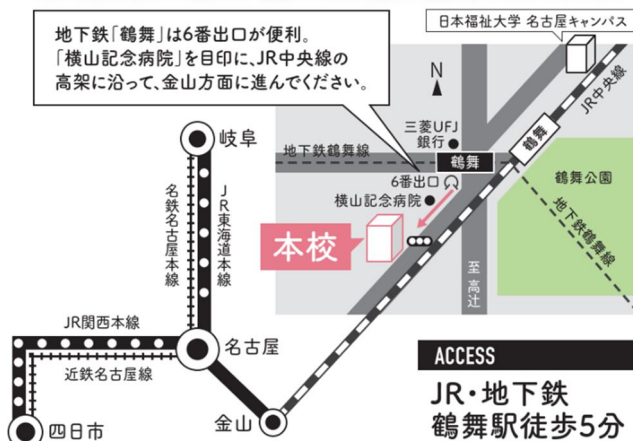 地下鉄「鶴舞」は6番出口が便利。
「横山記念病院」を目印に、JR中央線の
高架に沿って、金山方面に進んでください。
日本福祉大学 名古屋キャンパス
N
JR中央線
三菱UFJ
銀行
鶴舞
地下鉄鶴舞線
鶴舞
6番出口
横山記念病院
鶴舞公園
地下鉄鶴舞線
本校
至 高辻
岐阜
名鉄名古屋本線
JR東海道本線
JR関西本線
名古屋
近鉄名古屋線
四日市
金山
ACCESS
JR・地下鉄
鶴舞駅徒歩5分